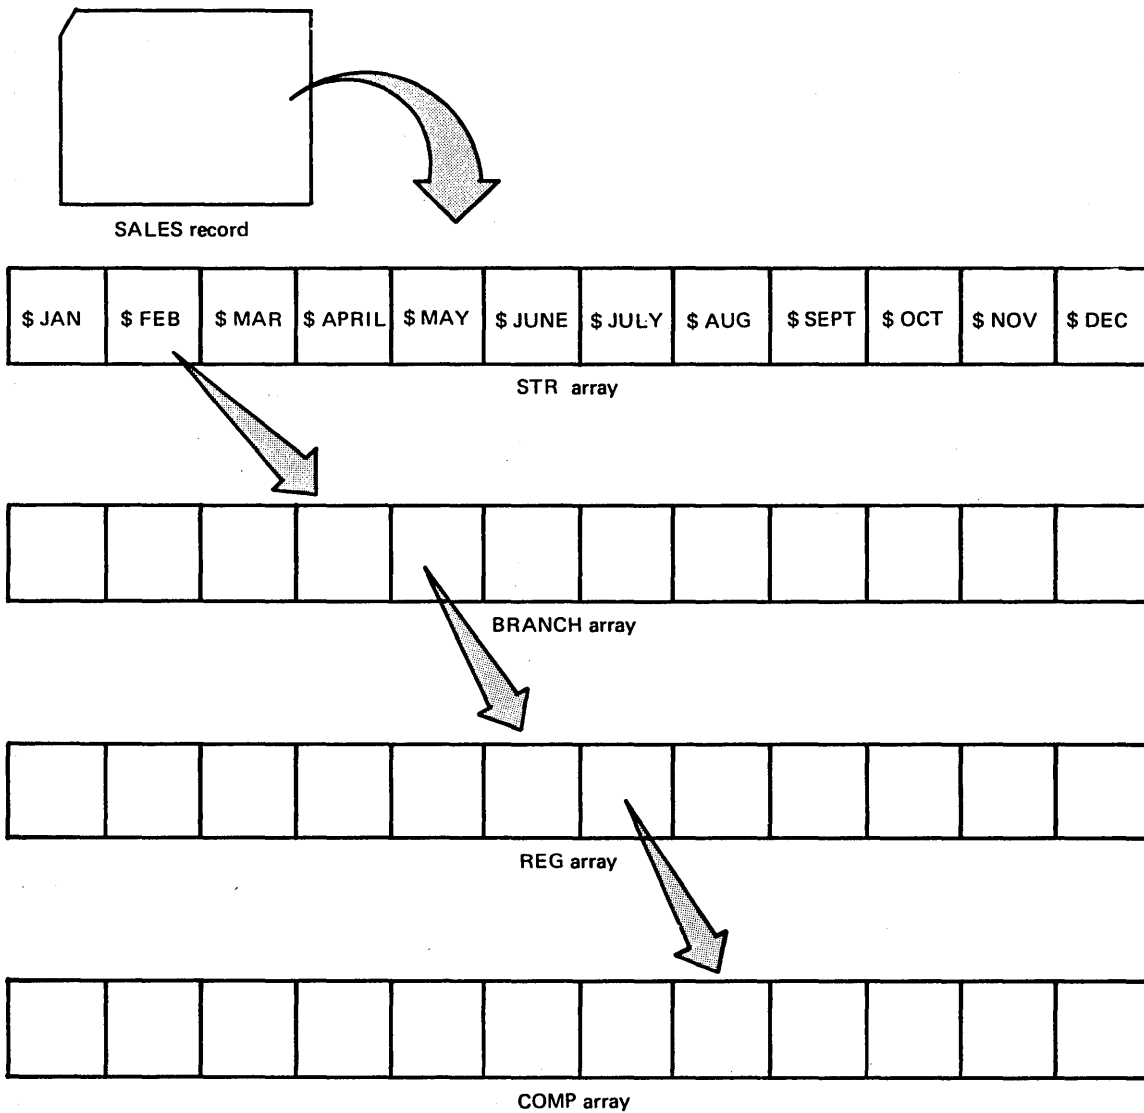 SALES record
$ JAN $ FEB $ MAR $ APRIL $ MAY $ JUNE $ JULY $ AUG $ SEPT $ OCT $ NOV $ DEC
STR array
BRANCH array
REG array
COMP array